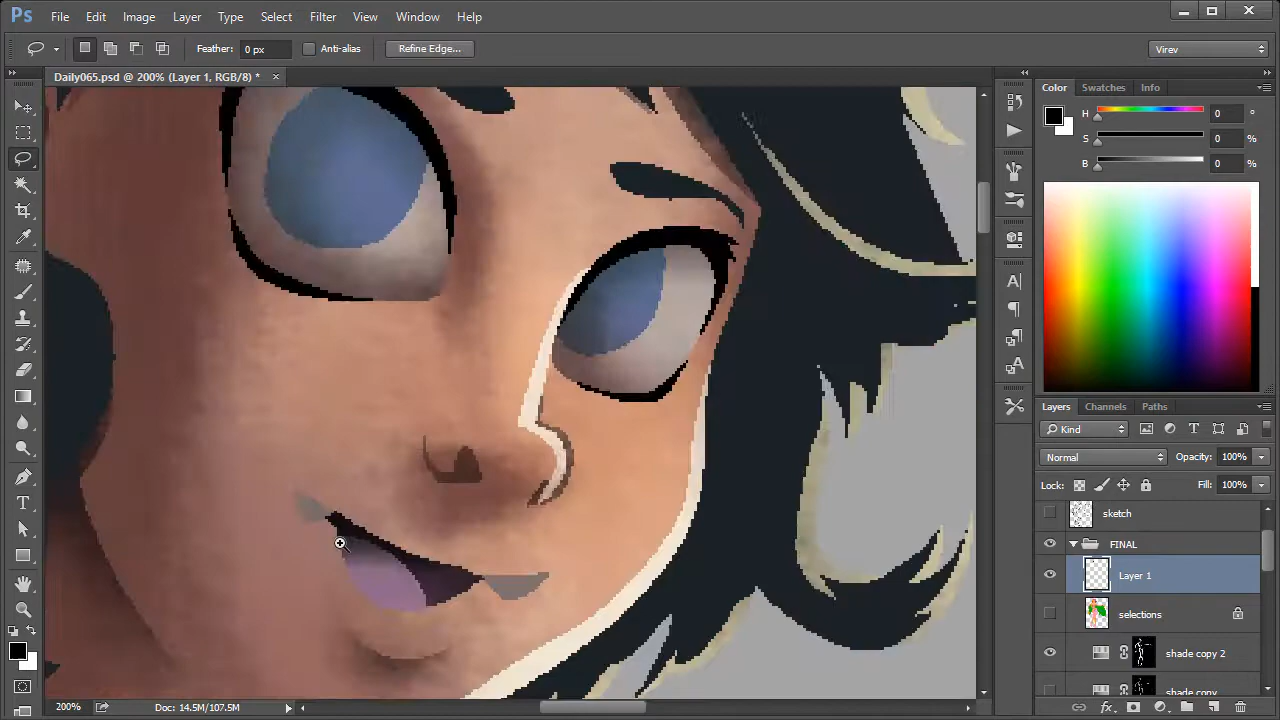 Ps File Edit Image Layer Type Select Filter View Window Help
Feather: 0 px Anti-alias Refine Edge... Virev
Daily065.psd @ 200% (Layer 1, RGB/8) * ×
Color Swatches Info
H 0 °
S 0 %
B 0 %
Layers Channels Paths
Kind
Normal Opacity: 100%
Lock: Fill: 100%
sketch
FINAL
Layer 1
selections
shade copy 2
shade copy
200% Doc: 14.5M/107.5M